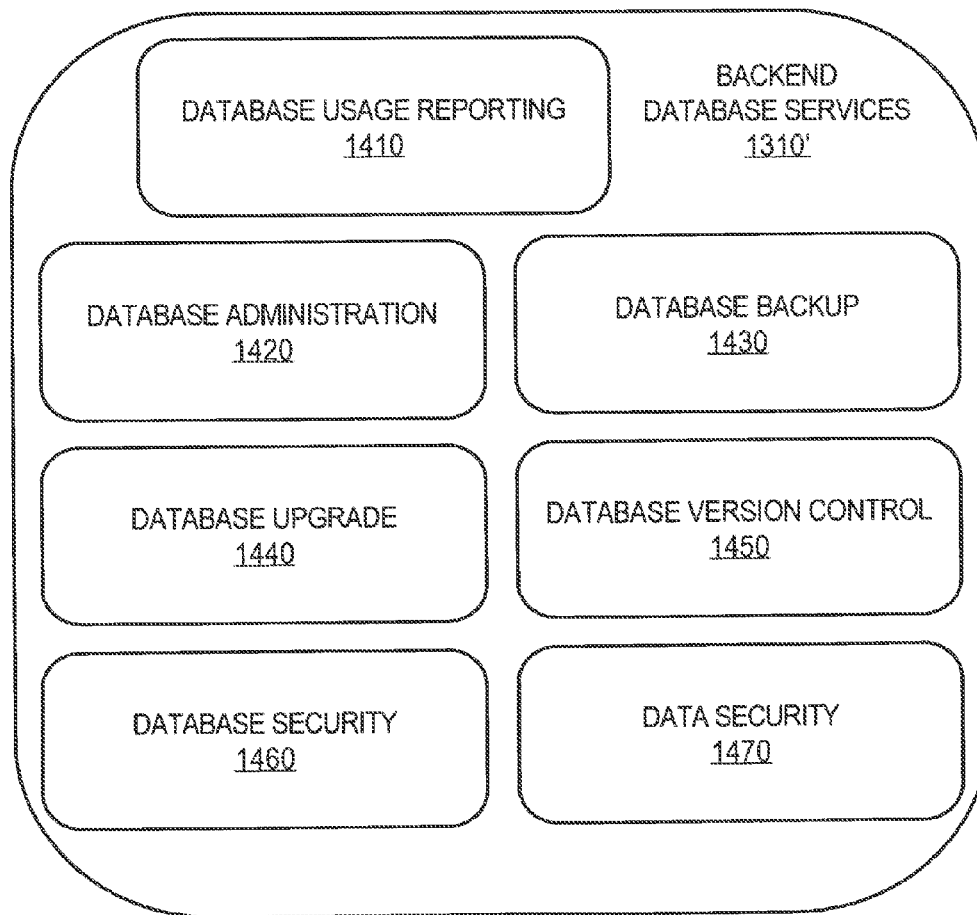 DATABASE USAGE REPORTING
1410
BACKEND
DATABASE SERVICES
1310'
DATABASE ADMINISTRATION
1420
DATABASE BACKUP
1430
DATABASE UPGRADE
1440
DATABASE VERSION CONTROL
1450
DATABASE SECURITY
1460
DATA SECURITY
1470